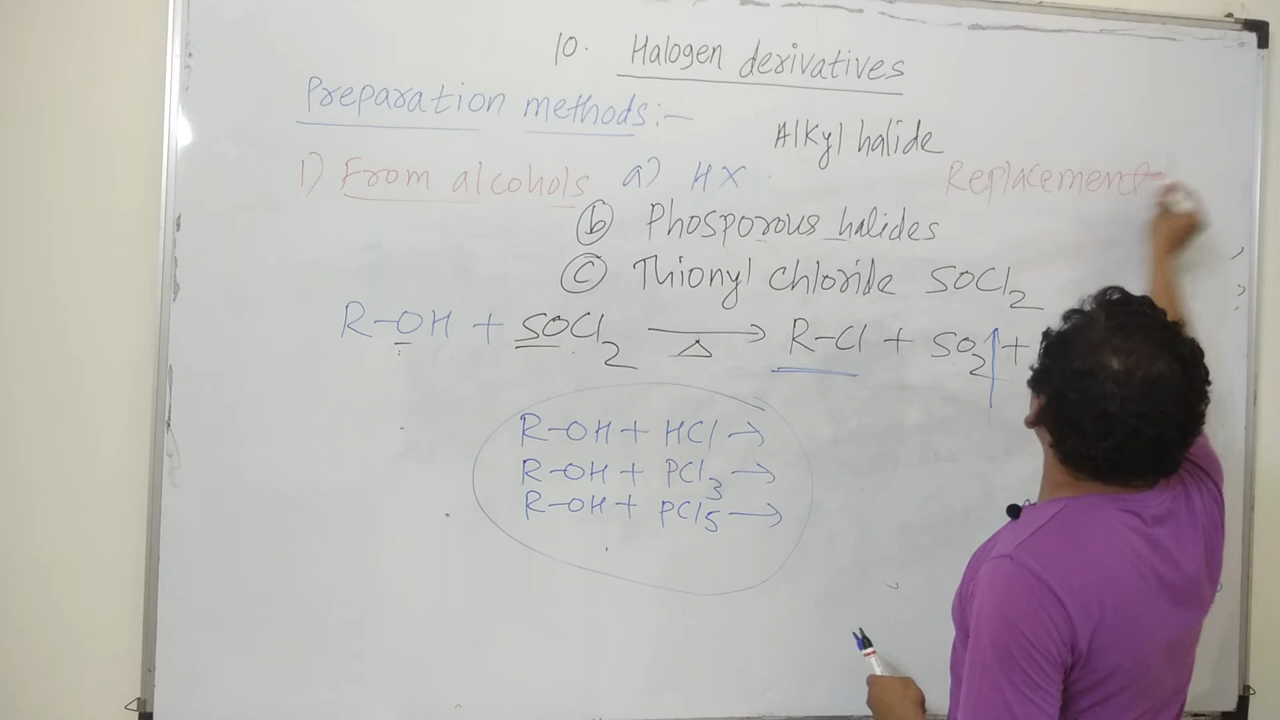 10. Halogen derivatives
Preparation methods:-
Alkyl halide
1) From alcohols a) HX
Replacement
ⓑ Phosporous halides
ⓒ Thionyl chloride SOCl₂
R-OH + SOCl₂ —Δ→ R-Cl + SO₂↑ +
R-OH + HCl →
R-OH + PCl₃ →
R-OH + PCl5 →